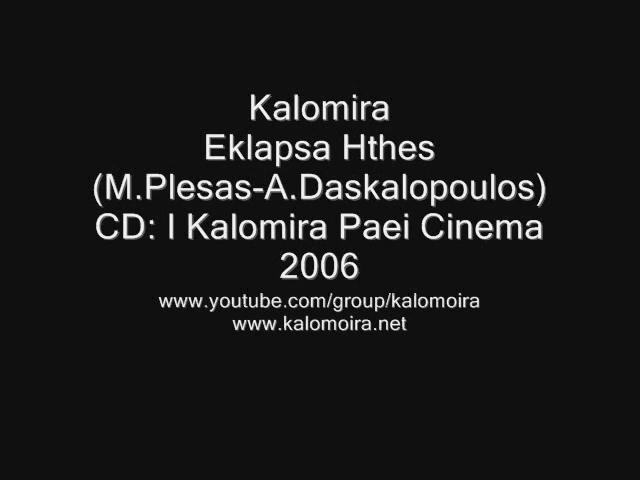 Kalomira
Eklapsa Hthes
(M.Plesas-A.Daskalopoulos)
CD: I Kalomira Paei Cinema
2006
www.youtube.com/group/kalomoira
www.kalomoira.net